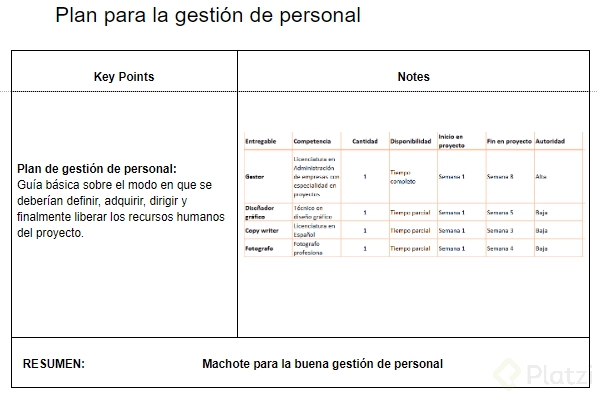 Plan para la gestión de personal
Key Points
Notes
Plan de gestión de personal:
Guía básica sobre el modo en que se
deberían definir, adquirir, dirigir y
finalmente liberar los recursos humanos
del proyecto.
Entregable Competencia Cantidad Disponibilidad Inicio en proyecto Fin en proyecto Autoridad
Gestor Licenciatura en Administración de empresas con especialidad en proyectos 1 Tiempo completo Semana 1 Semana 8 Alta
Diseñador gráfico Técnico en diseño gráfico 1 Tiempo parcial Semana 1 Semana 5 Baja
Copy writer Licenciatura en Español 1 Tiempo parcial Semana 1 Semana 3 Baja
Fotografo Fotografo profesiona 1 Tiempo parcial Semana 1 Semana 4 Baja
RESUMEN: Machote para la buena gestión de personal
Platzi